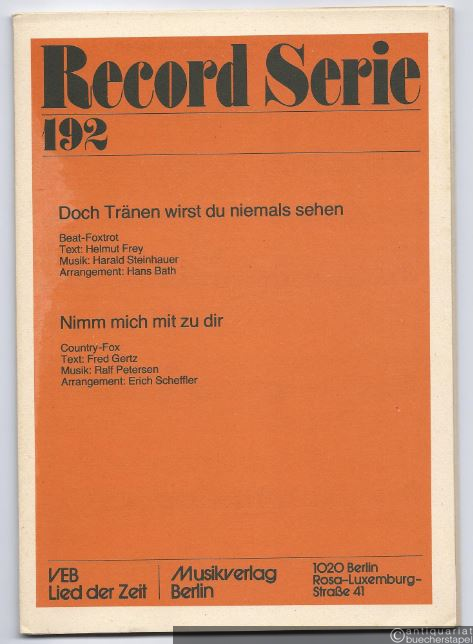 Record Serie
192
Doch Tränen wirst du niemals sehen
Beat-Foxtrot
Text: Helmut Frey
Musik: Harald Steinhauer
Arrangement: Hans Bath
Nimm mich mit zu dir
Country-Fox
Text: Fred Gertz
Musik: Ralf Petersen
Arrangement: Erich Scheffler
VEB
Lied der Zeit
Musikverlag
Berlin
1020 Berlin
Rosa-Luxemburg-
Straße 41
antiquariat
buecherstapel